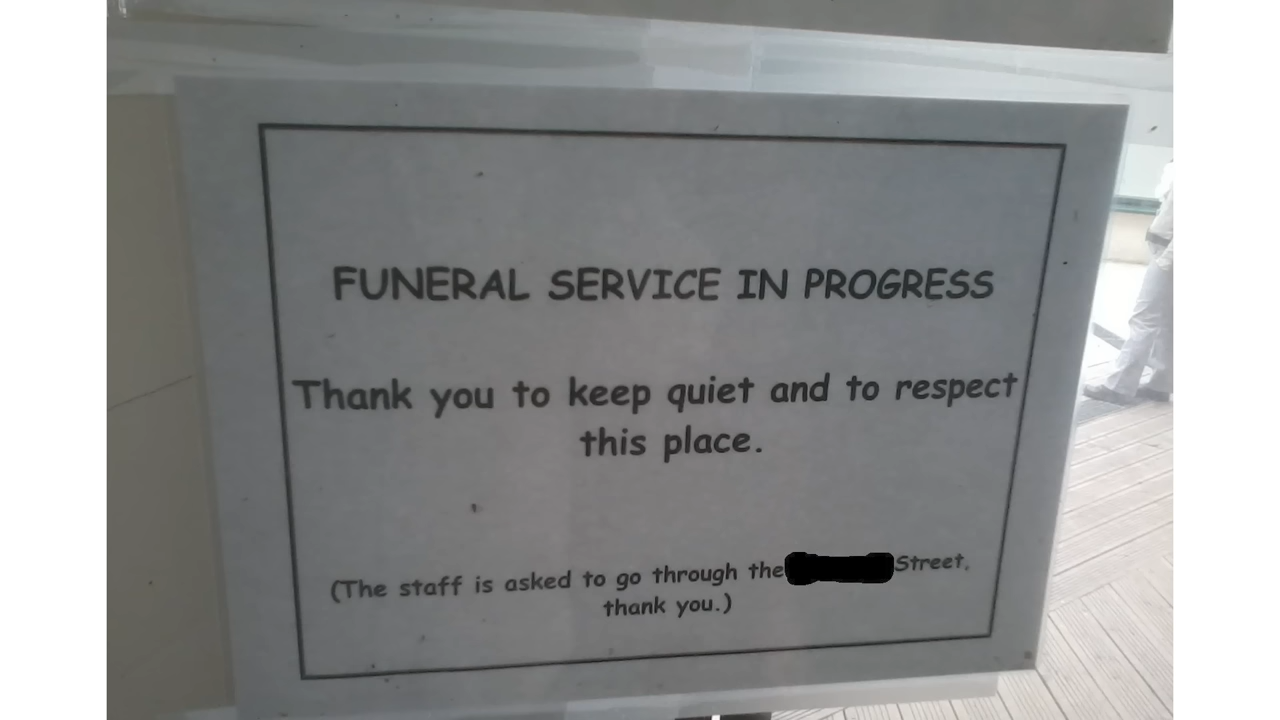 FUNERAL SERVICE IN PROGRESS
Thank you to keep quiet and to respect
this place.
(The staff is asked to go through the Street,
thank you.)